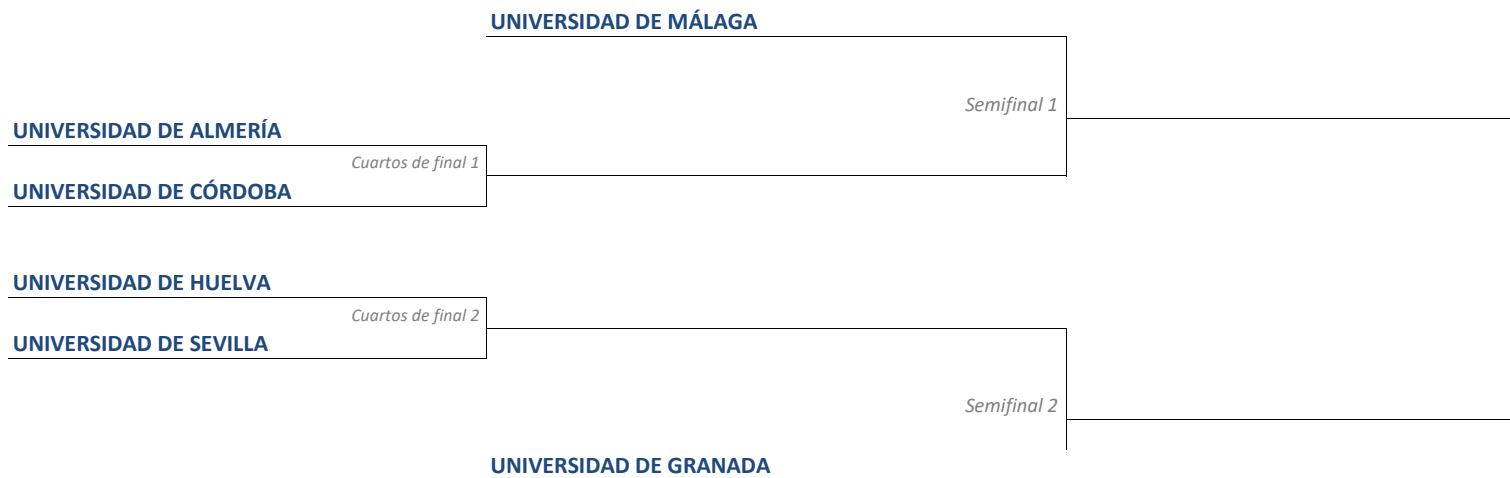 UNIVERSIDAD DE MÁLAGA
Semifinal 1
UNIVERSIDAD DE ALMERÍA
Cuartos de final 1
UNIVERSIDAD DE CÓRDOBA
UNIVERSIDAD DE HUELVA
Cuartos de final 2
UNIVERSIDAD DE SEVILLA
Semifinal 2
UNIVERSIDAD DE GRANADA